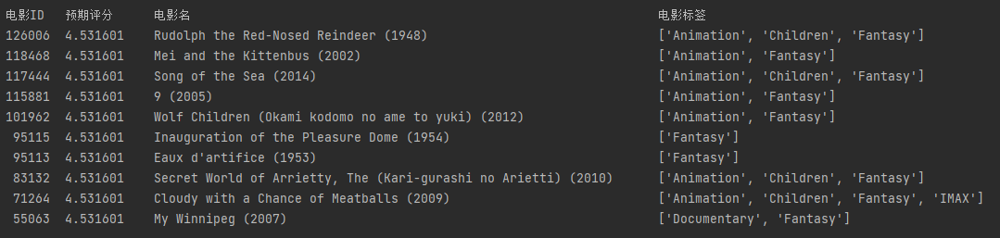 电影ID 预期评分 电影名 电影标签
126006 4.531601 Rudolph the Red-Nosed Reindeer (1948) ['Animation', 'Children', 'Fantasy']
118468 4.531601 Mei and the Kittenbus (2002) ['Animation', 'Fantasy']
117444 4.531601 Song of the Sea (2014) ['Animation', 'Children', 'Fantasy']
115881 4.531601 9 (2005) ['Animation', 'Fantasy']
101962 4.531601 Wolf Children (Okami kodomo no ame to yuki) (2012) ['Animation', 'Fantasy']
95115 4.531601 Inauguration of the Pleasure Dome (1954) ['Fantasy']
95113 4.531601 Eaux d'artifice (1953) ['Fantasy']
83132 4.531601 Secret World of Arrietty, The (Kari-gurashi no Arietti) (2010) ['Animation', 'Children', 'Fantasy']
71264 4.531601 Cloudy with a Chance of Meatballs (2009) ['Animation', 'Children', 'Fantasy', 'IMAX']
55063 4.531601 My Winnipeg (2007) ['Documentary', 'Fantasy']